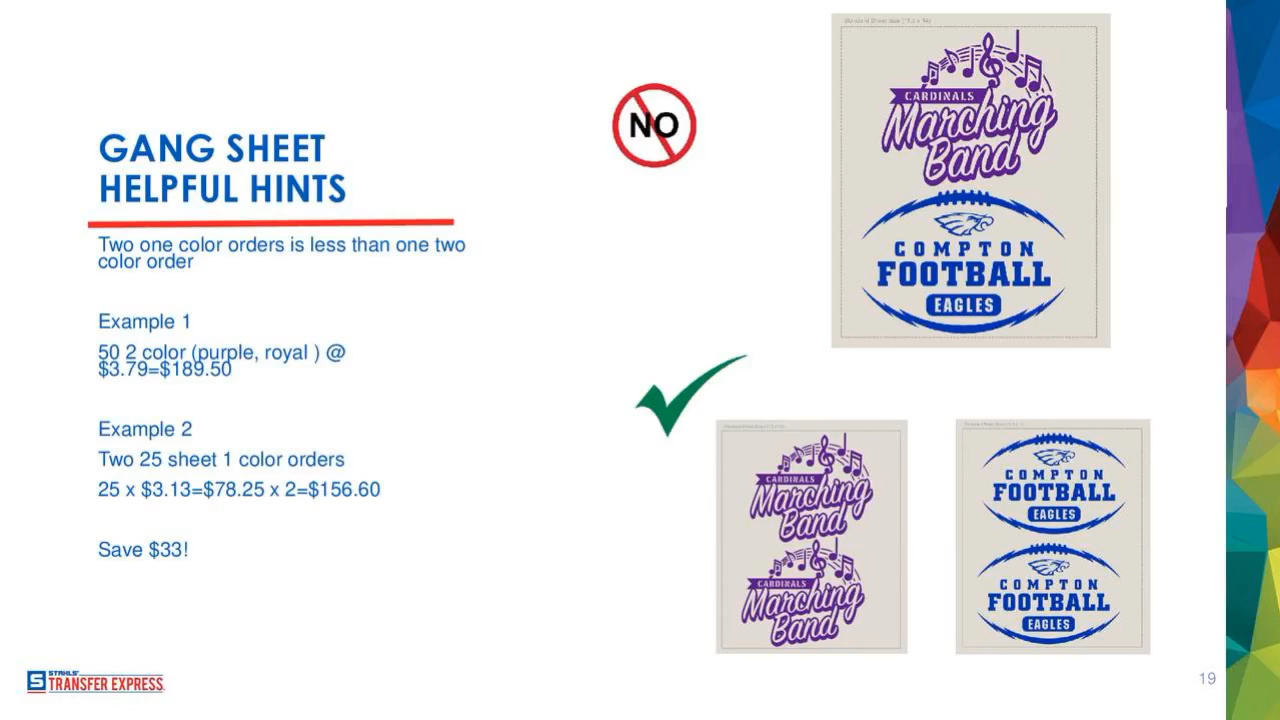 GANG SHEET
HELPFUL HINTS
Two one color orders is less than one two
color order
Example 1
50 2 color (purple, royal ) @
$3.79=$189.50
Example 2
Two 25 sheet 1 color orders
25 x $3.13=$78.25 x 2=$156.60
Save $33!
NO
CARDINALS
Marching
Band
COMPTON
FOOTBALL
EAGLES
CARDINALS
Marching
Band
CARDINALS
Marching
Band
COMPTON
FOOTBALL
EAGLES
COMPTON
FOOTBALL
EAGLES
S STAHLS'
TRANSFER EXPRESS
19